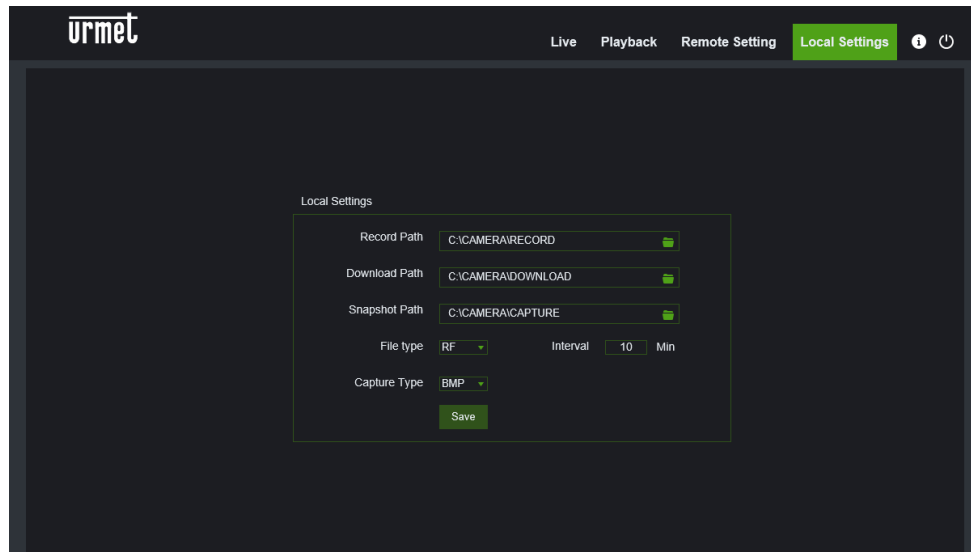 urmet
Live Playback Remote Setting Local Settings
Local Settings
Record Path C:\CAMERA\RECORD
Download Path C:\CAMERA\DOWNLOAD
Snapshot Path C:\CAMERA\CAPTURE
File type RF Interval 10 Min
Capture Type BMP
Save